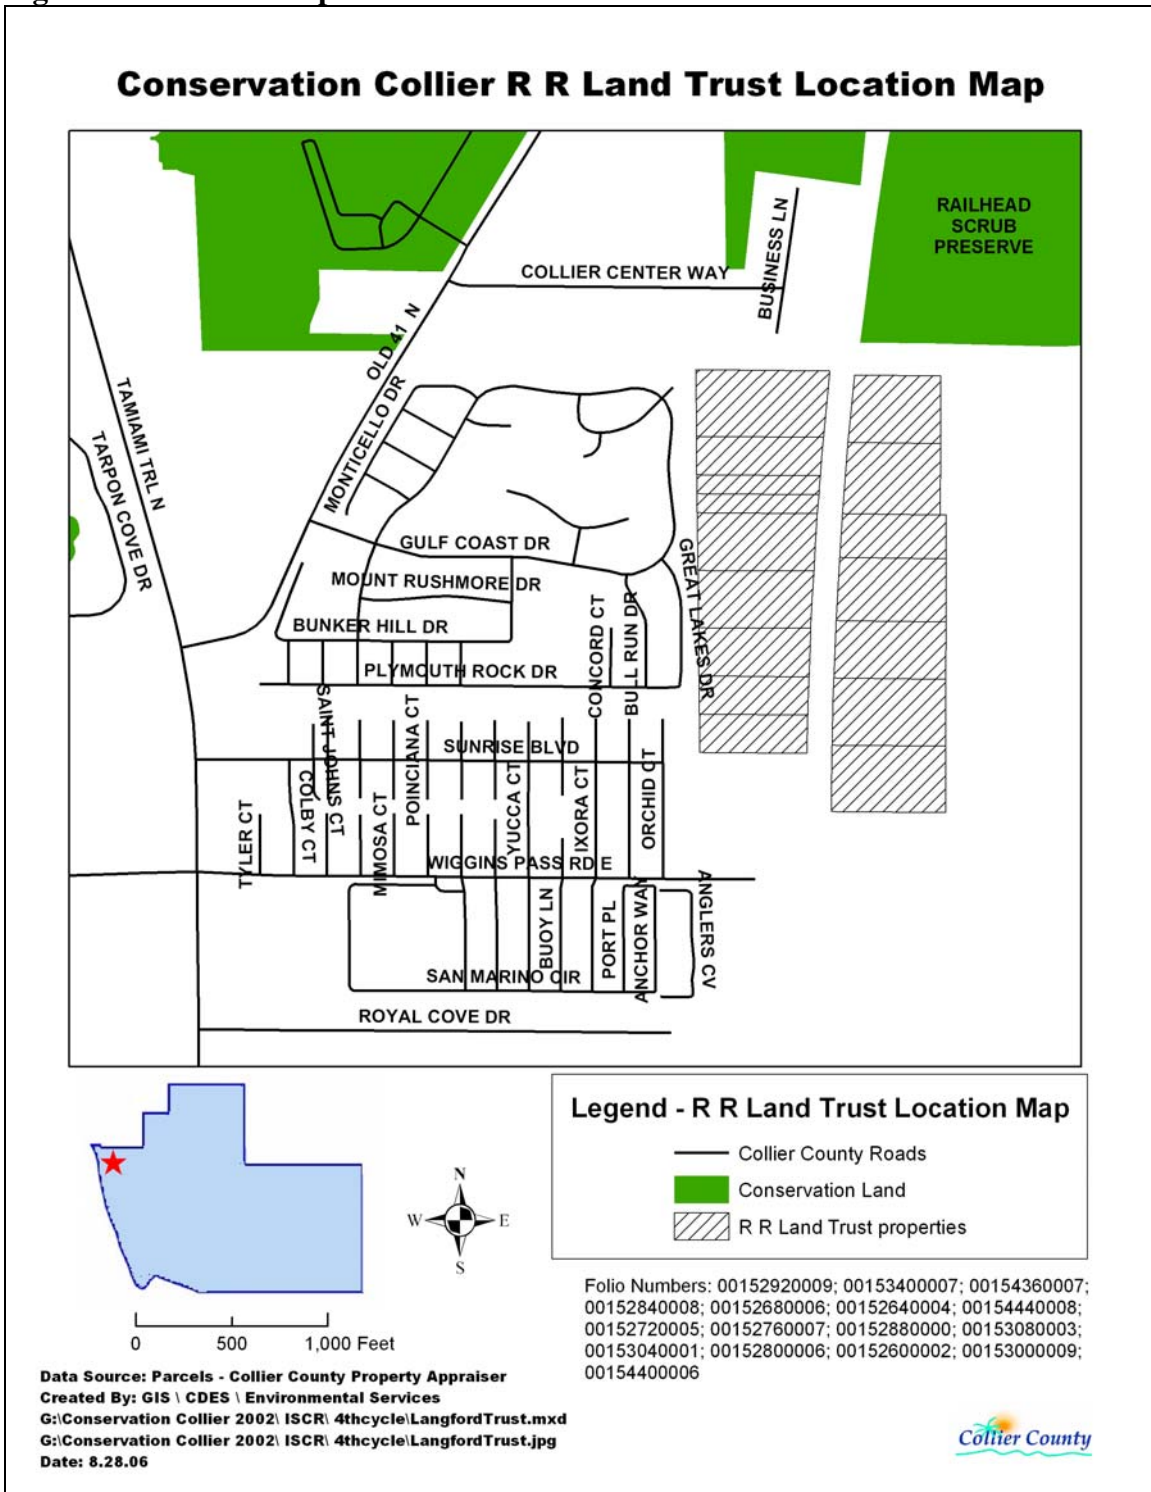 Conservation Collier R R Land Trust Location Map
RAILHEAD
SCRUB
PRESERVE
BUSINESS LN
COLLIER CENTER WAY
OLD 41 N
MONTICELLO DR
TAMIAMI TRL N
TARPON COVE DR
GULF COAST DR
GREAT LAKES DR
MOUNT RUSHMORE DR
BUNKER HILL DR
CONCORD CT
BULL RUN DR
PLYMOUTH ROCK DR
SAINT JOHNS CT
POINCIANA CT
SUNRISE BLVD
COLBY CT
YUCCA CT
IXORA CT
ORCHID CT
TYLER CT
MIMOSA CT
WIGGINS PASS RD E
ANGLERS CV
BUOY LN
PORT PL
ANCHOR WAY
SAN MARINO CIR
ROYAL COVE DR
Legend - R R Land Trust Location Map
Collier County Roads
Conservation Land
R R Land Trust properties
N
W
E
S
0 500 1,000 Feet
Folio Numbers: 00152920009; 00153400007; 00154360007;
00152840008; 00152680006; 00152640004; 00154440008;
00152720005; 00152760007; 00152880000; 00153080003;
00153040001; 00152800006; 00152600002; 00153000009;
00154400006
Data Source: Parcels - Collier County Property Appraiser
Created By: GIS \ CDES \ Environmental Services
G:\Conservation Collier 2002\ ISCR\ 4thcycle\LangfordTrust.mxd
G:\Conservation Collier 2002\ ISCR\ 4thcycle\LangfordTrust.jpg
Date: 8.28.06
Collier County